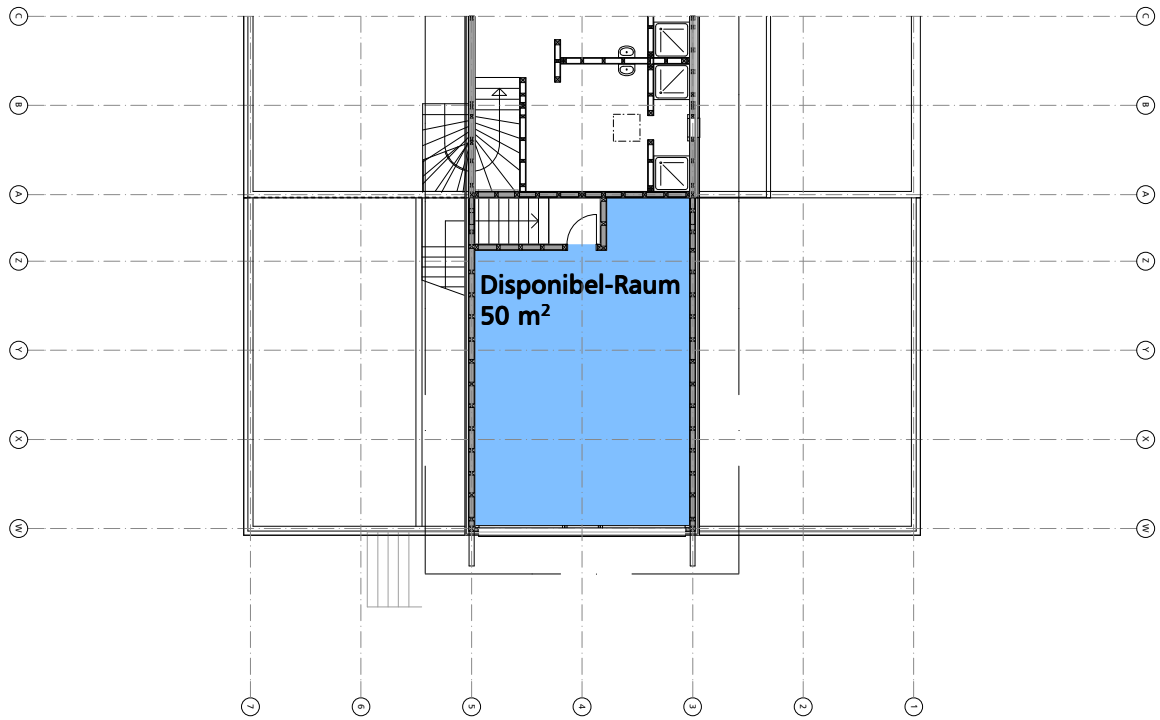 C C
B B
A A
Disponibel-Raum
50 m²
Z Z
Y Y
X X
W W
7 6 5 4 3 2 1